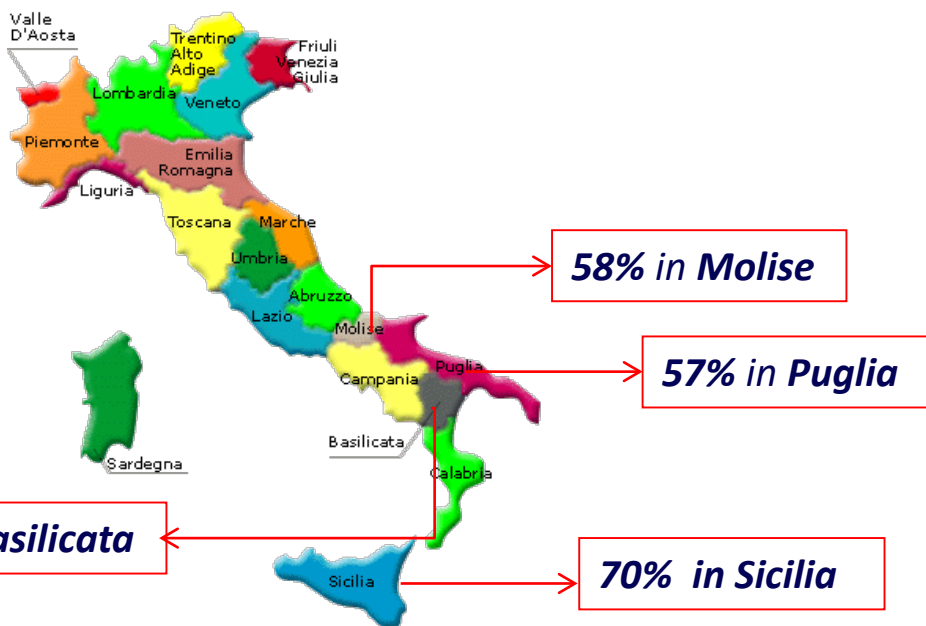 Valle
D'Aosta
Trentino
Alto
Adige
Friuli
Venezia
Giulia
Lombardia
Veneto
Piemonte
Emilia
Romagna
Liguria
Toscana
Marche
Umbria
58% in Molise
Abruzzo
Lazio
Molise
Puglia
57% in Puglia
Campania
Basilicata
Sardegna
Calabria
asilicata
Sicilia
70% in Sicilia